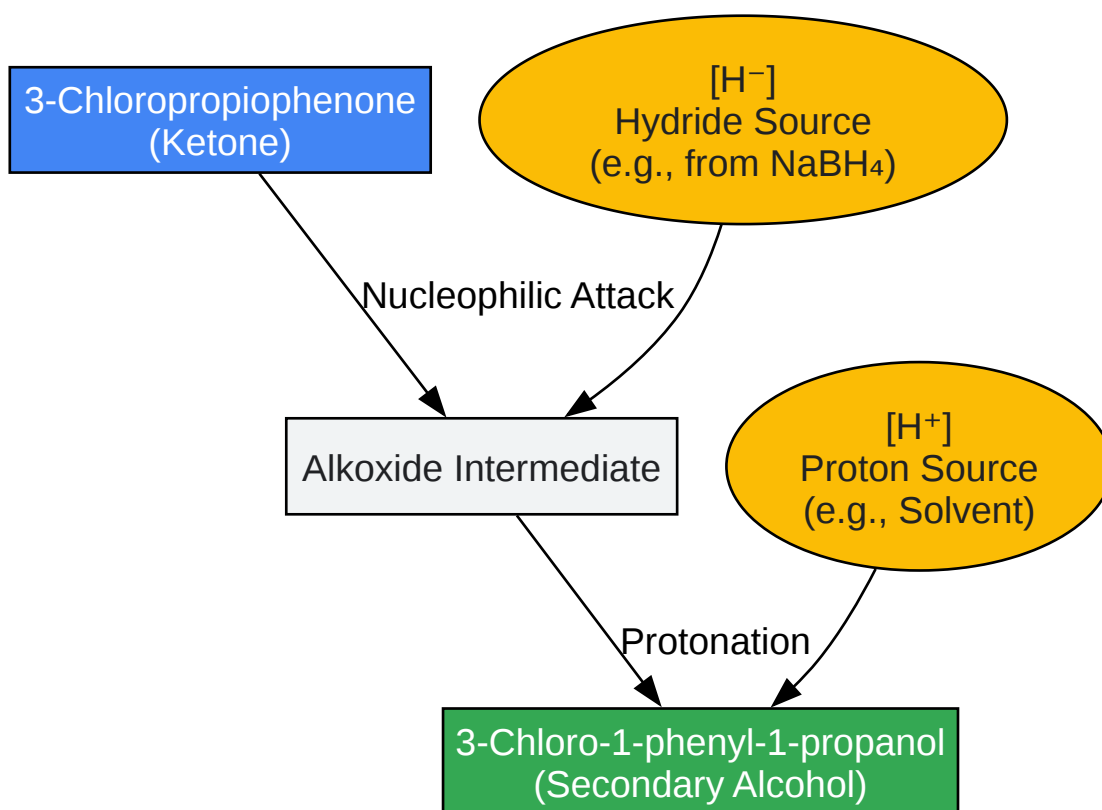 3-Chloropropiophenone
(Ketone)
[H⁻]
Hydride Source
(e.g., from NaBH₄)
Nucleophilic Attack
Alkoxide Intermediate
[H⁺]
Proton Source
(e.g., Solvent)
Protonation
3-Chloro-1-phenyl-1-propanol
(Secondary Alcohol)